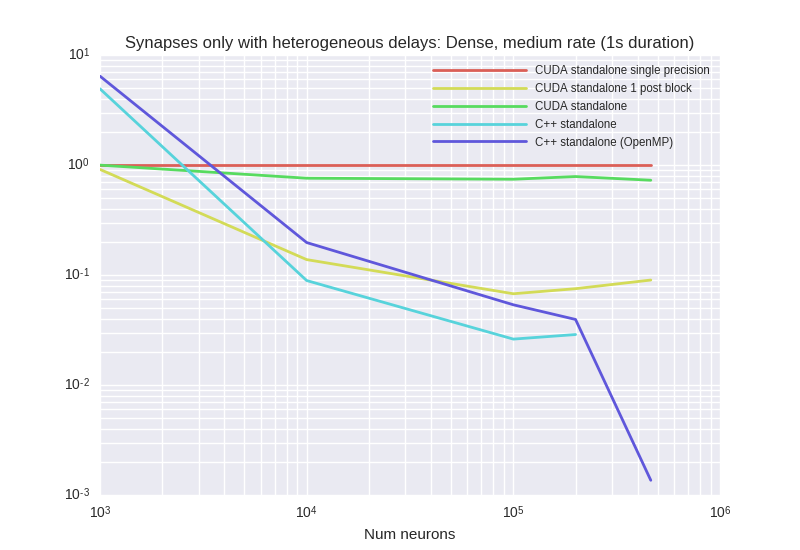 Synapses only with heterogeneous delays: Dense, medium rate (1s duration)
10¹
CUDA standalone single precision
CUDA standalone 1 post block
CUDA standalone
C++ standalone
C++ standalone (OpenMP)
10⁰
10⁻¹
10⁻²
10⁻³
10³
10⁴
10⁵
10⁶
Num neurons